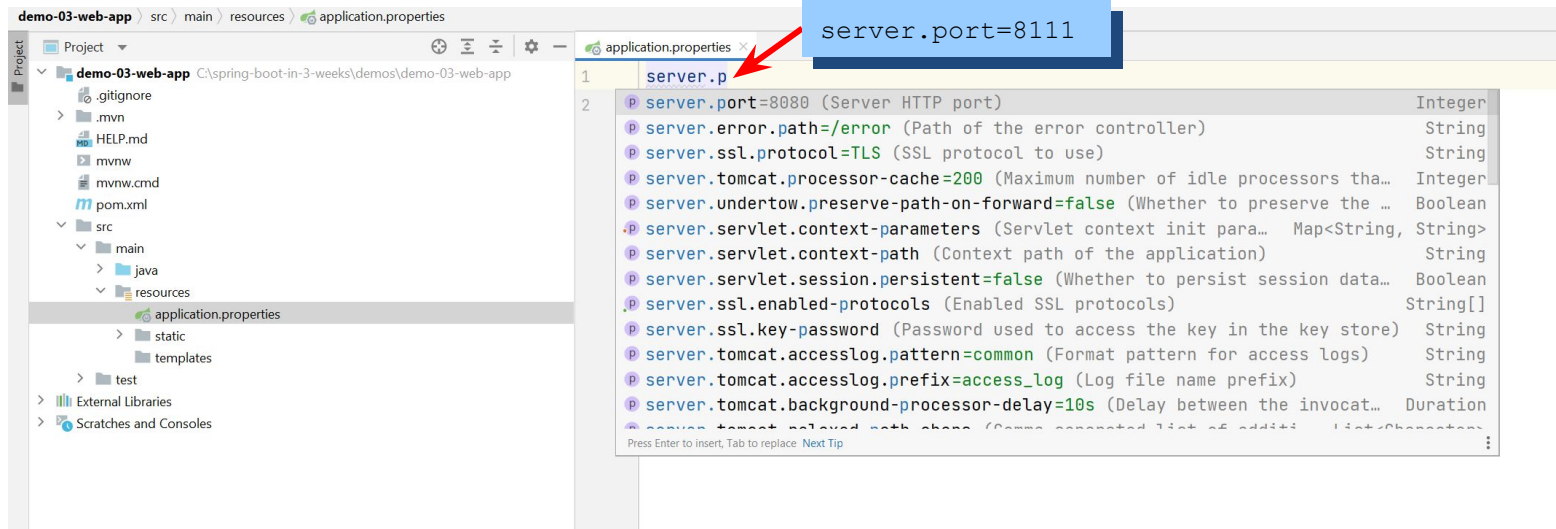 demo-03-web-app 〉 src 〉 main 〉 resources 〉 application.properties
server.port=8111
Project
Project
application.properties
demo-03-web-app C:\spring-boot-in-3-weeks\demos\demo-03-web-app
.gitignore
.mvn
MD HELP.md
mvnw
mvnw.cmd
m pom.xml
src
main
java
resources
application.properties
static
templates
test
External Libraries
Scratches and Consoles
1 server.p
2
p server.port=8080 (Server HTTP port) Integer
p server.error.path=/error (Path of the error controller) String
p server.ssl.protocol=TLS (SSL protocol to use) String
p server.tomcat.processor-cache=200 (Maximum number of idle processors tha… Integer
p server.undertow.preserve-path-on-forward=false (Whether to preserve the … Boolean
p server.servlet.context-parameters (Servlet context init para… Map<String, String>
p server.servlet.context-path (Context path of the application) String
p server.servlet.session.persistent=false (Whether to persist session data… Boolean
p server.ssl.enabled-protocols (Enabled SSL protocols) String[]
p server.ssl.key-password (Password used to access the key in the key store) String
p server.tomcat.accesslog.pattern=common (Format pattern for access logs) String
p server.tomcat.accesslog.prefix=access_log (Log file name prefix) String
p server.tomcat.background-processor-delay=10s (Delay between the invocat… Duration
Press Enter to insert, Tab to replace Next Tip